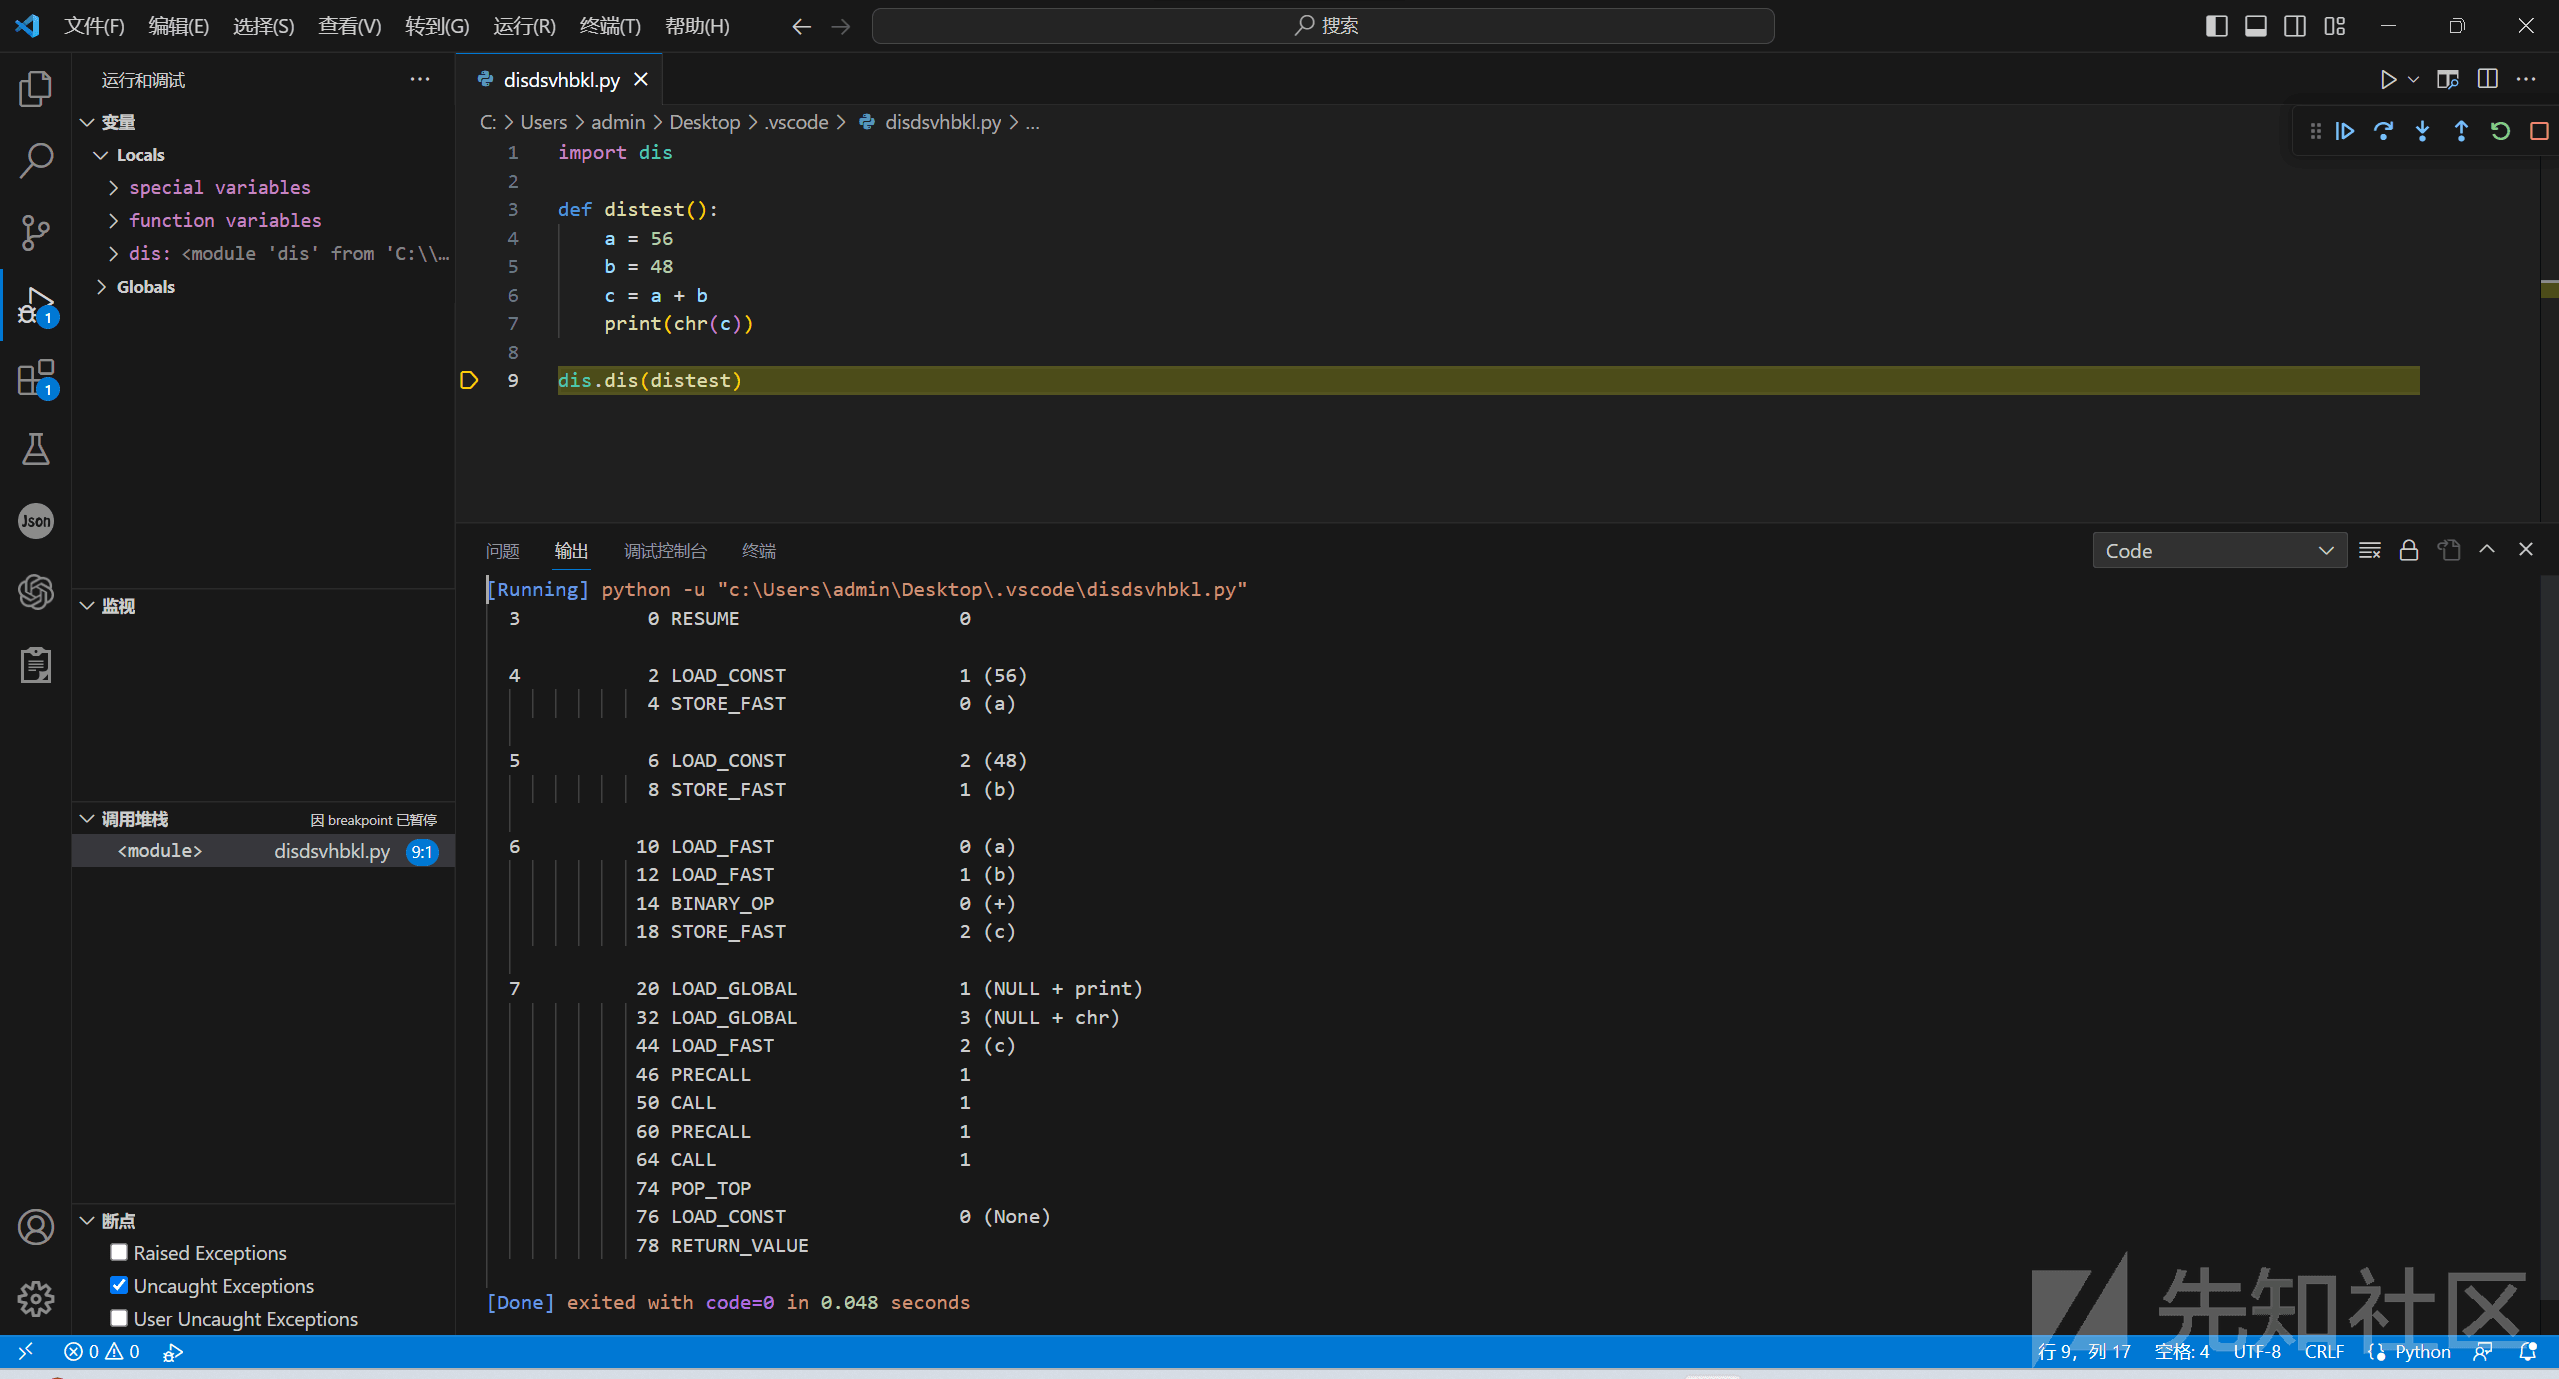 文件(F) 编辑(E) 选择(S) 查看(V) 转到(G) 运行(R) 终端(T) 帮助(H)
搜索
运行和调试
变量
Locals
special variables
function variables
dis: <module 'dis' from 'C:\\…
Globals
监视
调用堆栈 因 breakpoint 已暂停
<module> disdsvhbkl.py 9:1
断点
Raised Exceptions
Uncaught Exceptions
User Uncaught Exceptions
1
1
Json
disdsvhbkl.py
C: > Users > admin > Desktop > .vscode > disdsvhbkl.py > ...
1 import dis
2
3 def distest():
4 a = 56
5 b = 48
6 c = a + b
7 print(chr(c))
8
9 dis.dis(distest)
问题 输出 调试控制台 终端
Code
[Running] python -u "c:\Users\admin\Desktop\.vscode\disdsvhbkl.py"
3 0 RESUME 0
4 2 LOAD_CONST 1 (56)
4 STORE_FAST 0 (a)
5 6 LOAD_CONST 2 (48)
8 STORE_FAST 1 (b)
6 10 LOAD_FAST 0 (a)
12 LOAD_FAST 1 (b)
14 BINARY_OP 0 (+)
18 STORE_FAST 2 (c)
7 20 LOAD_GLOBAL 1 (NULL + print)
32 LOAD_GLOBAL 3 (NULL + chr)
44 LOAD_FAST 2 (c)
46 PRECALL 1
50 CALL 1
60 PRECALL 1
64 CALL 1
74 POP_TOP
76 LOAD_CONST 0 (None)
78 RETURN_VALUE
[Done] exited with code=0 in 0.048 seconds
先知社区
0 0
行 9，列 17 空格: 4 UTF-8 CRLF Python